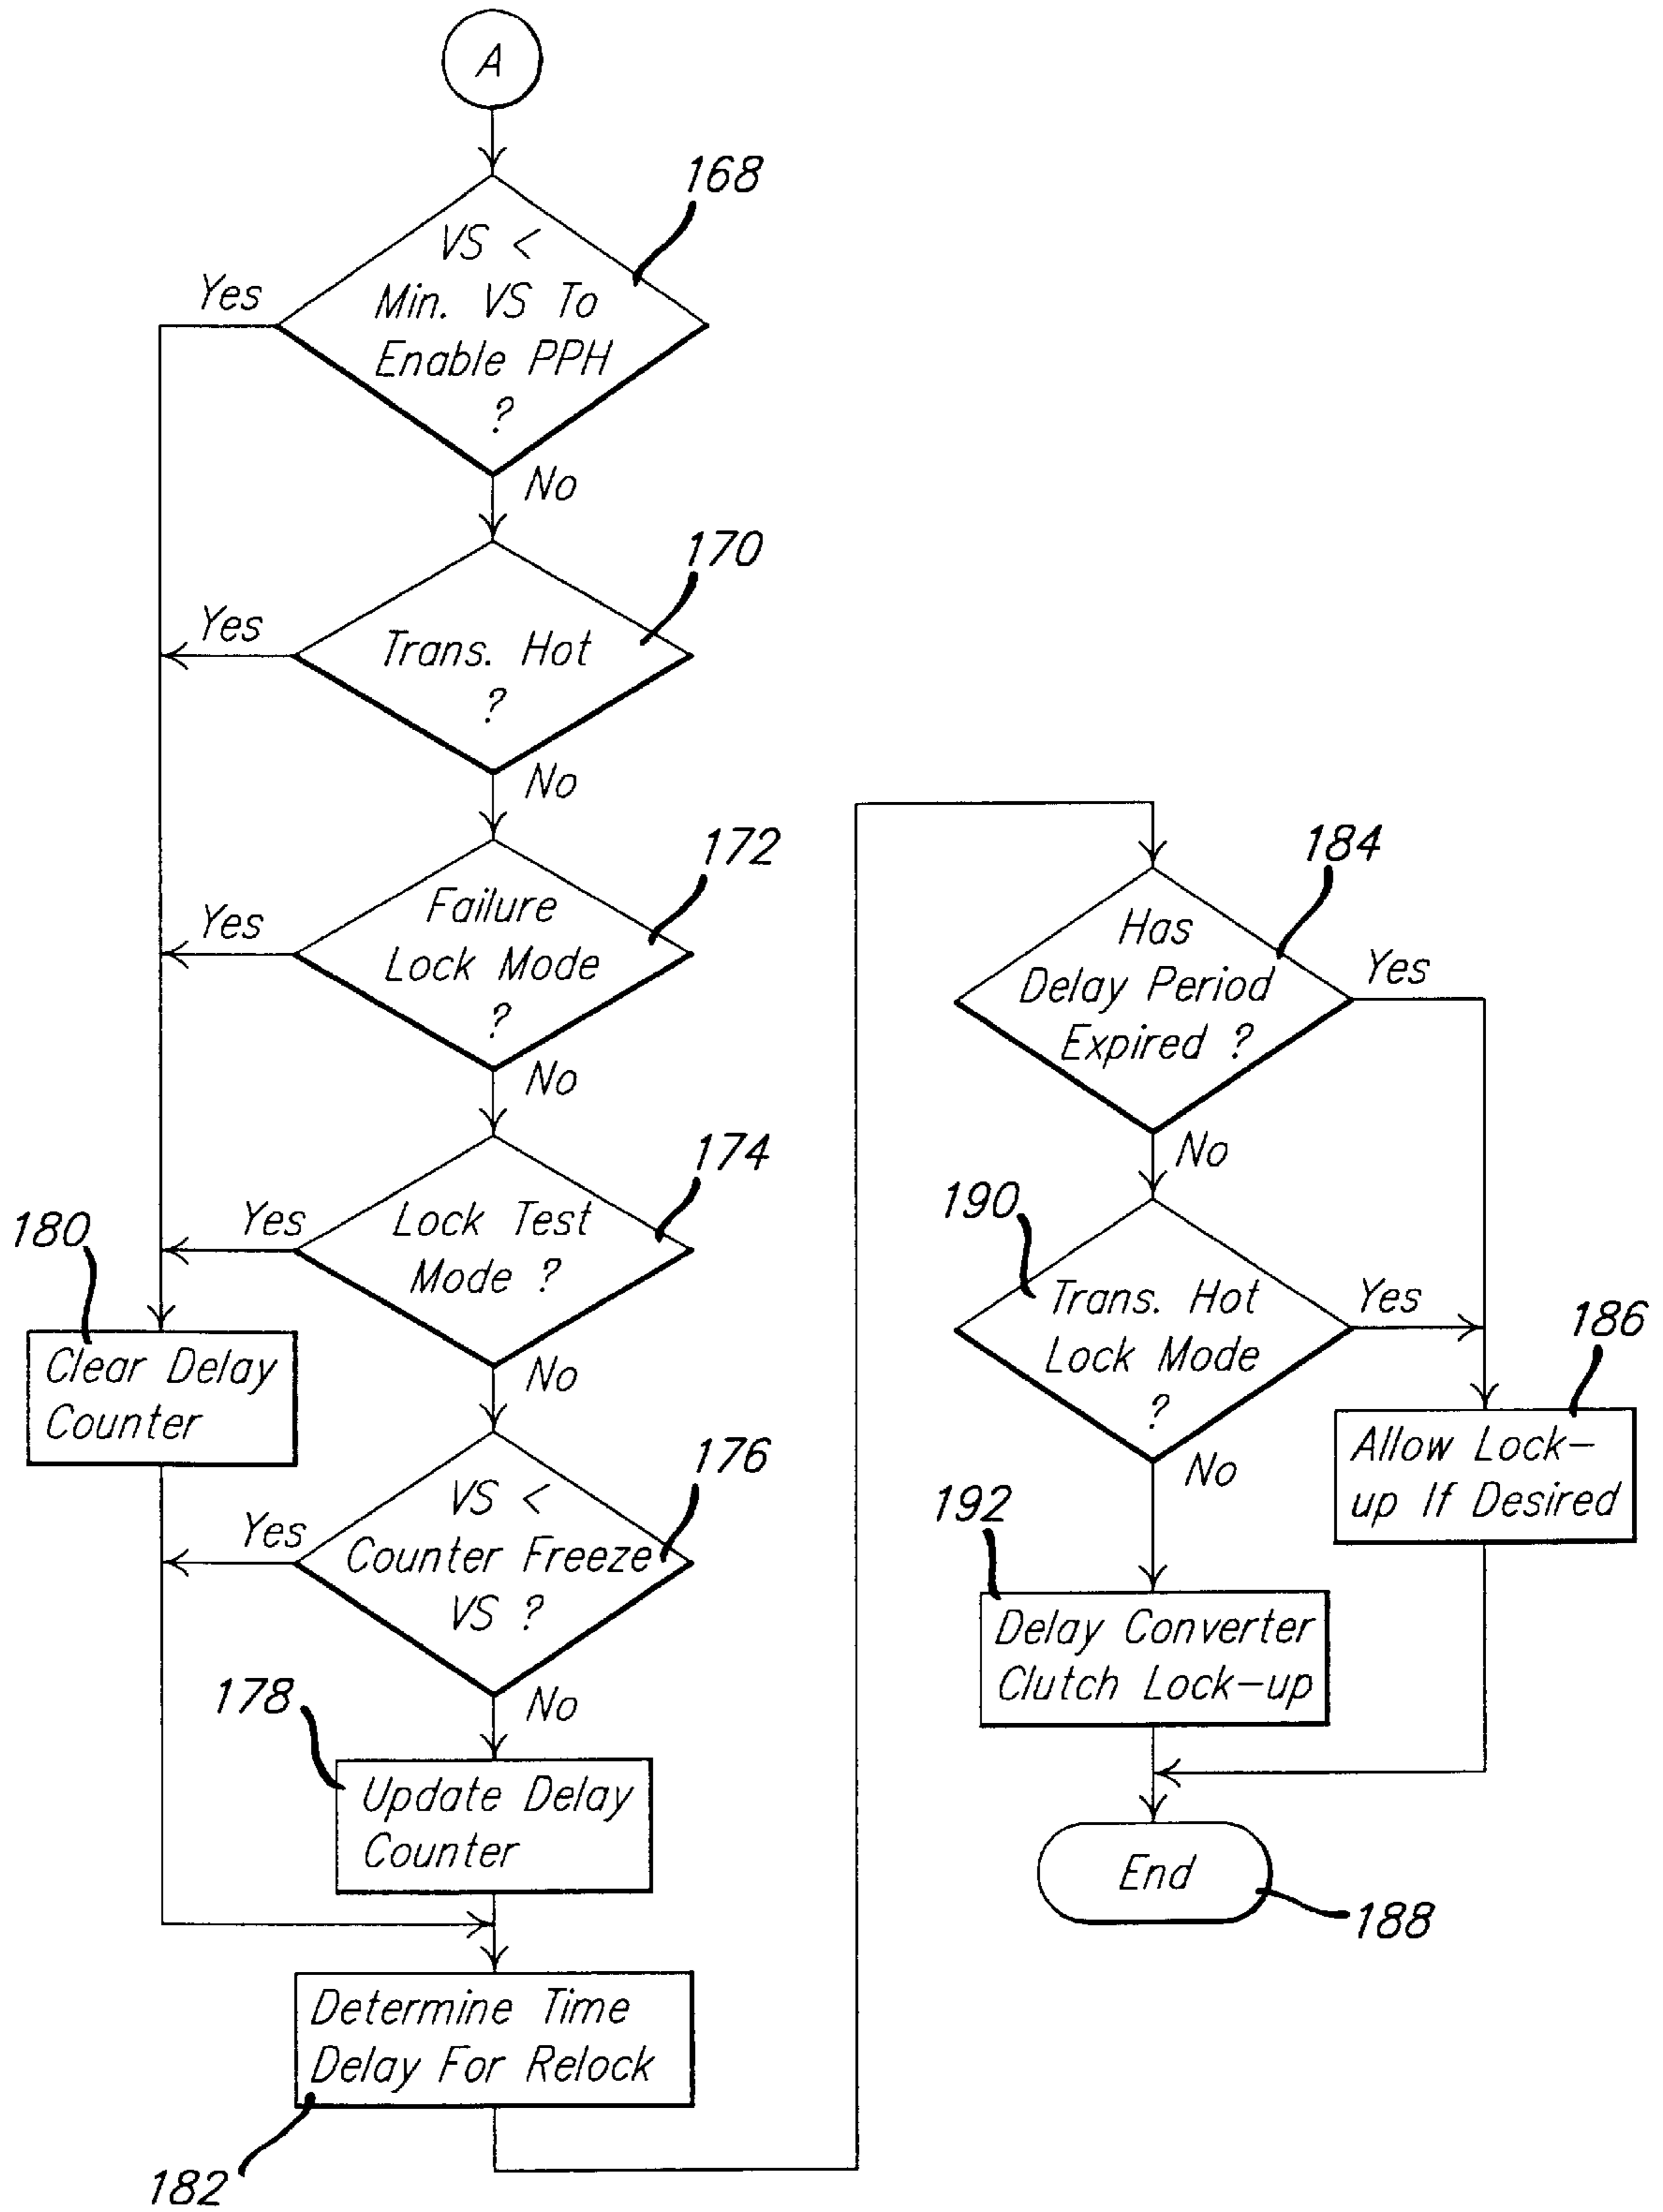 A
168
VS <
Min. VS To
Enable PPH
?
Yes
No
170
Trans. Hot
?
Yes
No
172
Failure
Lock Mode
?
Yes
No
174
Lock Test
Mode ?
Yes
No
180
Clear Delay
Counter
176
VS <
Counter Freeze
VS ?
Yes
No
178
Update Delay
Counter
Determine Time
Delay For Relock
182
184
Has
Delay Period
Expired ?
Yes
No
190
Trans. Hot
Lock Mode
?
Yes
No
186
Allow Lock-
up If Desired
192
Delay Converter
Clutch Lock-up
End
188